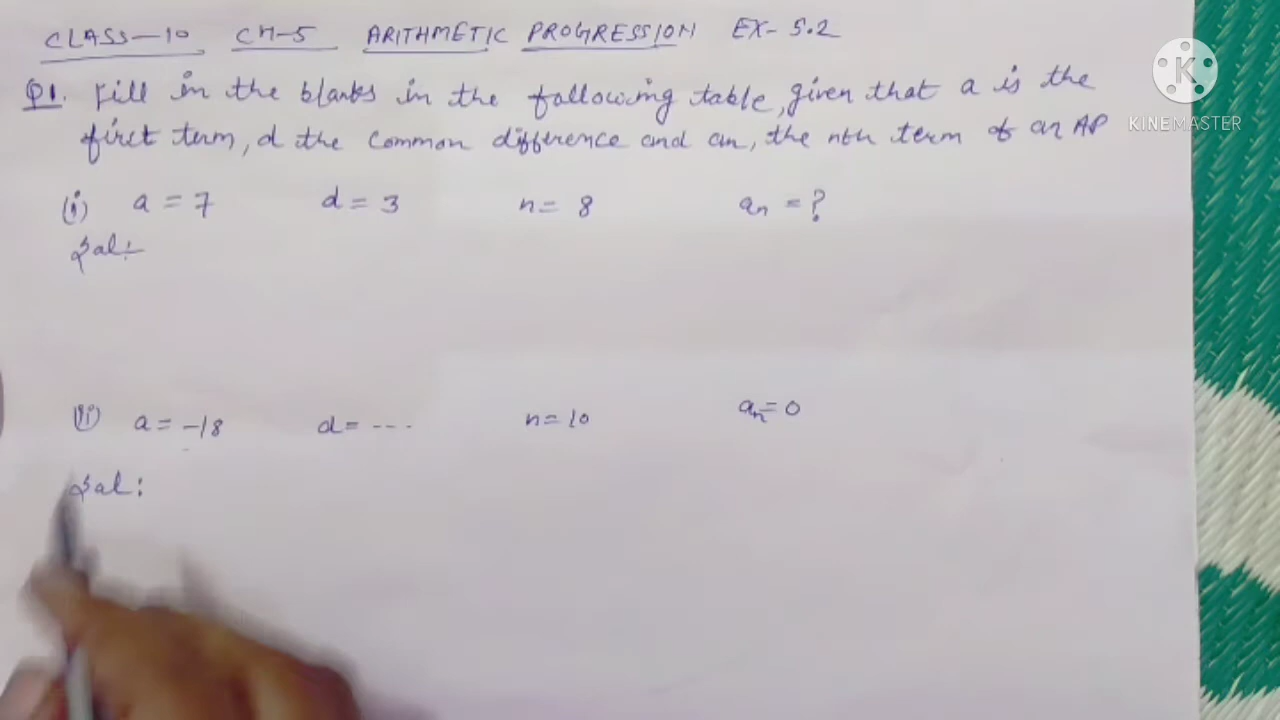 CLASS-10 CH-5 ARITHMETIC PROGRESSION EX-5.2
Q1. Fill in the blanks in the following table, given that a is the
first term, d the common difference and an, the nth term of an AP
(i) a = 7 d = 3 n = 8 an = ?
Sol:
(ii) a = -18 d = --- n = 10 an = 0
Sol:
K
KINEMASTER